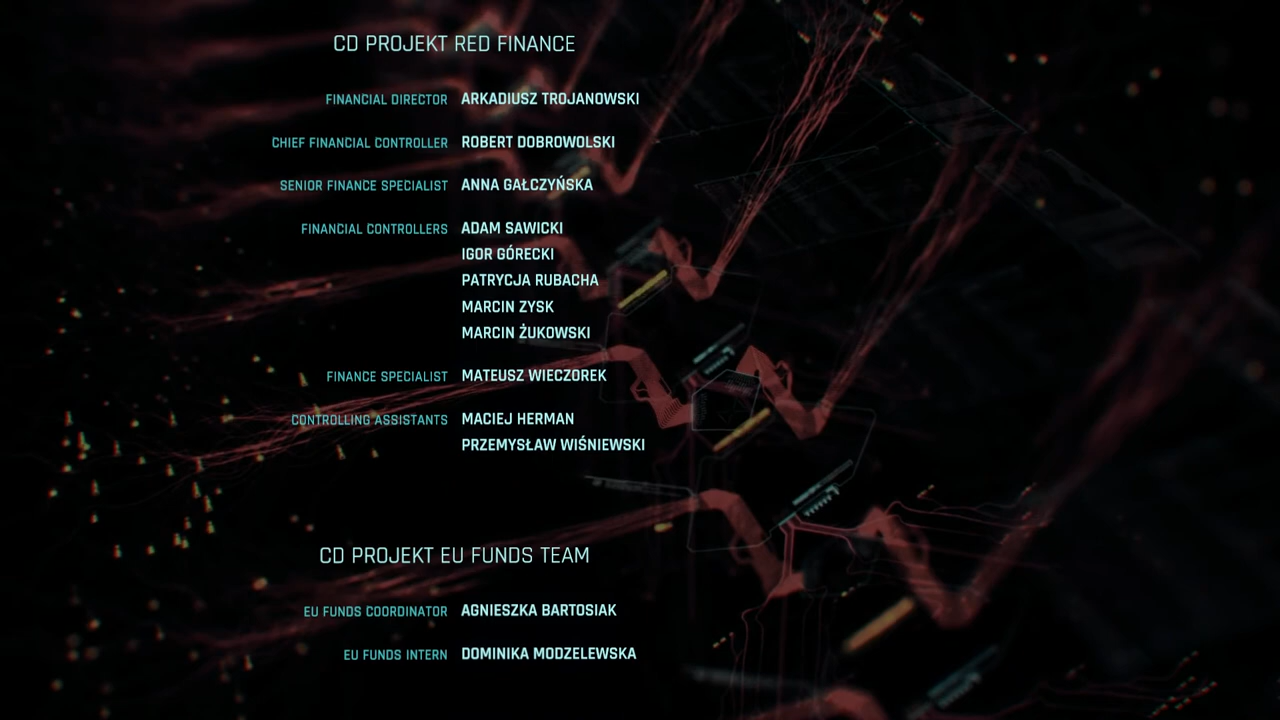 CD PROJEKT RED FINANCE
FINANCIAL DIRECTOR ARKADIUSZ TROJANOWSKI
CHIEF FINANCIAL CONTROLLER ROBERT DOBROWOLSKI
SENIOR FINANCE SPECIALIST ANNA GAŁCZYŃSKA
FINANCIAL CONTROLLERS ADAM SAWICKI
IGOR GÓRECKI
PATRYCJA RUBACHA
MARCIN ZYSK
MARCIN ŻUKOWSKI
FINANCE SPECIALIST MATEUSZ WIECZOREK
CONTROLLING ASSISTANTS MACIEJ HERMAN
PRZEMYSŁAW WIŚNIEWSKI
CD PROJEKT EU FUNDS TEAM
EU FUNDS COORDINATOR AGNIESZKA BARTOSIAK
EU FUNDS INTERN DOMINIKA MODZELEWSKA